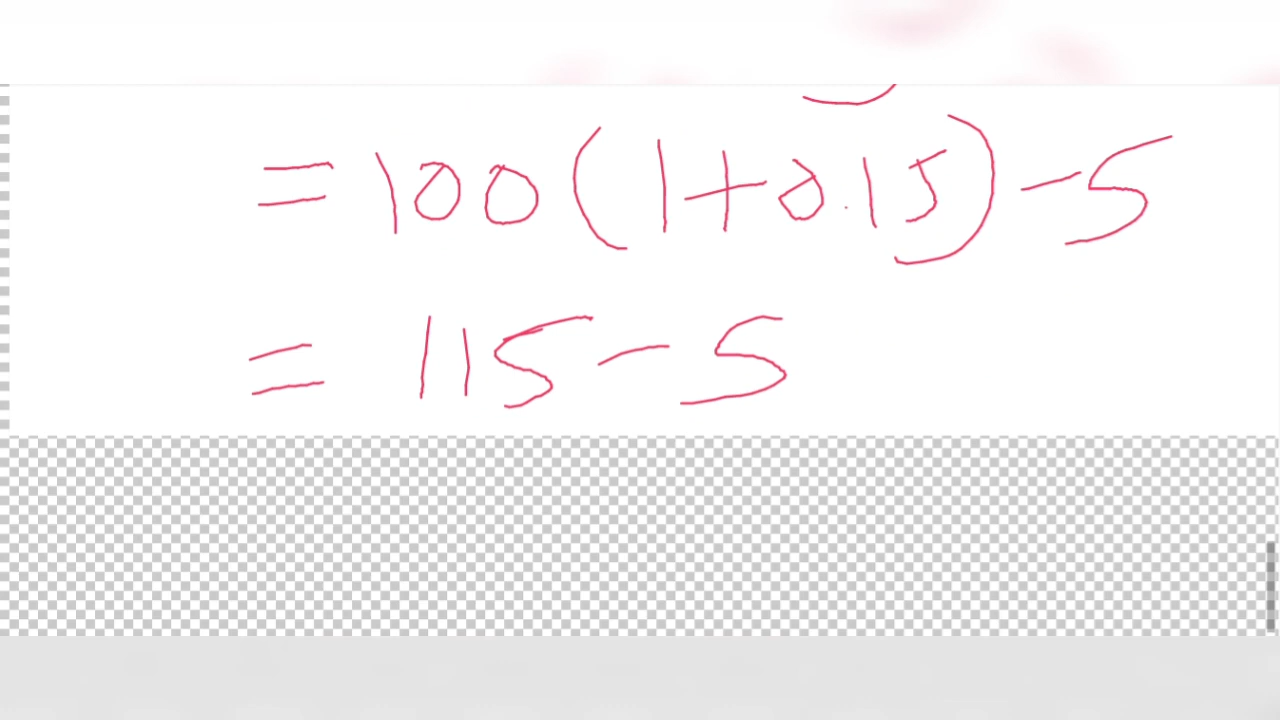 =100(1+0.15)-5
= 115-5